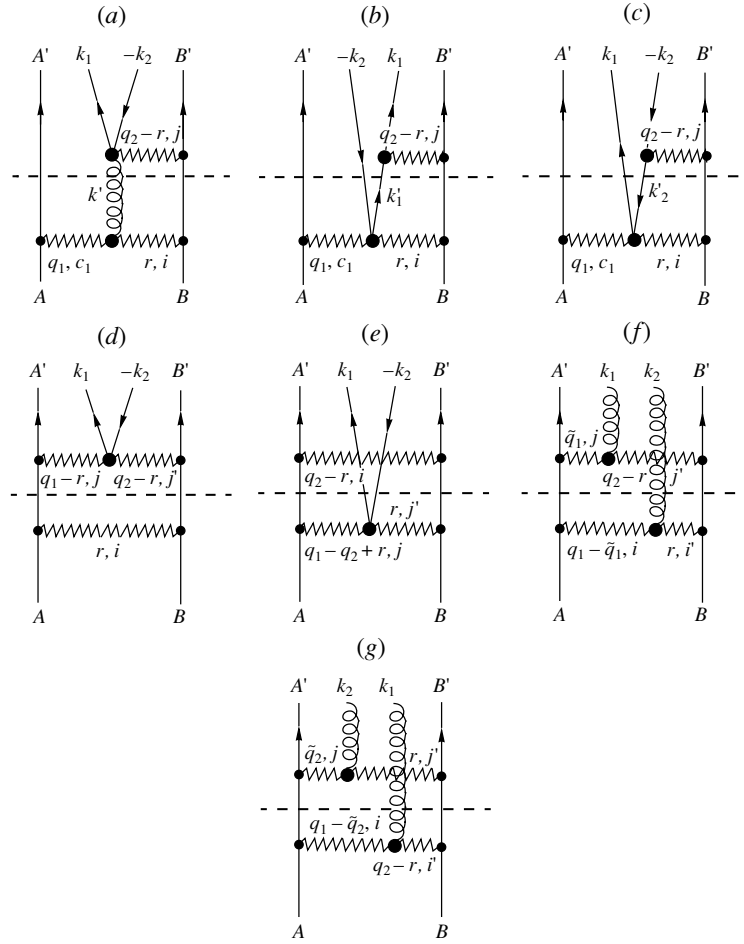 (a) (b) (c)
A' k₁ −k₂ B' −k₂ A' k₁ B' A' k₁ −k₂ B'
q₂ − r, j q₂ − r, j q₂ − r, j
k' k'₁ k'₂
q₁, c₁ r, i q₁, c₁ r, i q₁, c₁ r, i
A B A B A B
(d) (e) (f)
A' k₁ −k₂ B' A' k₁ −k₂ B' A' k₁ k₂ B'
q̃₁, j
q₁ − r, j q₂ − r, j' q₂ − r, i q₂ − r j'
r, j'
r, i q₁ − q₂ + r, j q₁ − q̃₁, i r, i'
A B A B A B
(g)
A' k₂ k₁ B'
q̃₂, j r, j'
q₁ − q̃₂, i
q₂ − r, i'
A B